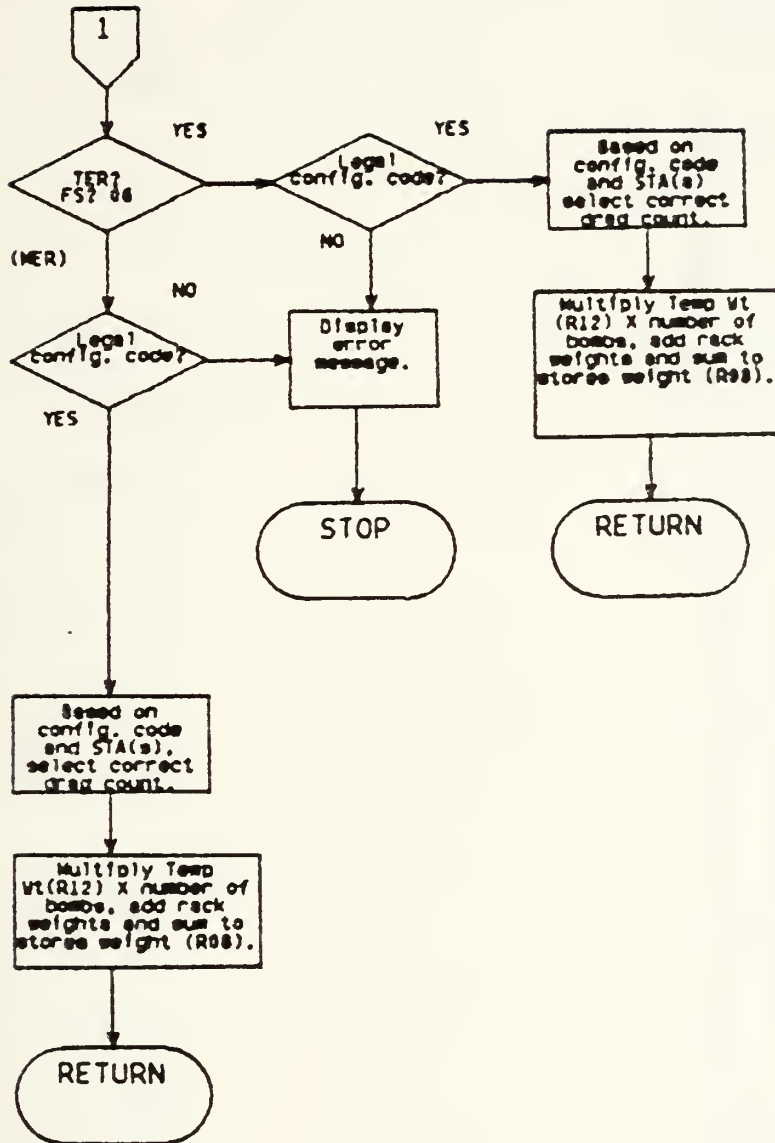 1
YES
TER?
FS? 06
YES
Legal
config. code?
Based on
config. code
and STA(s)
select correct
drag count.
(MER)
NO
NO
Legal
config. code?
Display
error
message.
Multiply Temp Wt
(R12) X number of
bombs, add rack
weights and sum to
stores weight (R08).
YES
STOP
RETURN
Based on
config. code
and STA(s),
select correct
drag count.
Multiply Temp
Wt(R12) X number of
bombs, add rack
weights and sum to
stores weight (R08).
RETURN